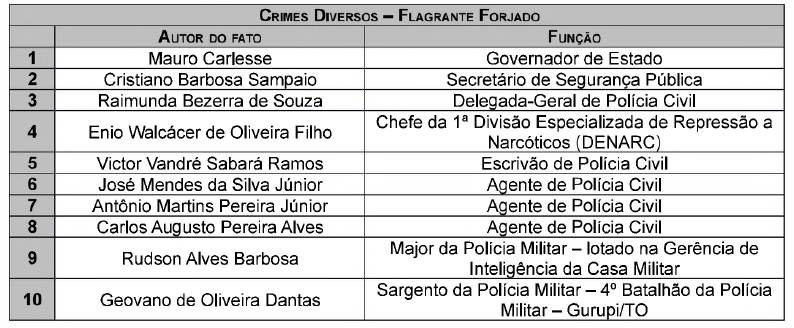 CRIMES DIVERSOS – FLAGRANTE FORJADO
AUTOR DO FATO FUNÇÃO
1 Mauro Carlesse Governador de Estado
2 Cristiano Barbosa Sampaio Secretário de Segurança Pública
3 Raimunda Bezerra de Souza Delegada-Geral de Polícia Civil
4 Enio Walcácer de Oliveira Filho Chefe da 1ª Divisão Especializada de Repressão a
Narcóticos (DENARC)
5 Victor Vandré Sabará Ramos Escrivão de Polícia Civil
6 José Mendes da Silva Júnior Agente de Polícia Civil
7 Antônio Martins Pereira Júnior Agente de Polícia Civil
8 Carlos Augusto Pereira Alves Agente de Polícia Civil
9 Rudson Alves Barbosa Major da Polícia Militar – lotado na Gerência de
Inteligência da Casa Militar
10 Geovano de Oliveira Dantas Sargento da Polícia Militar – 4º Batalhão da Polícia
Militar – Gurupi/TO